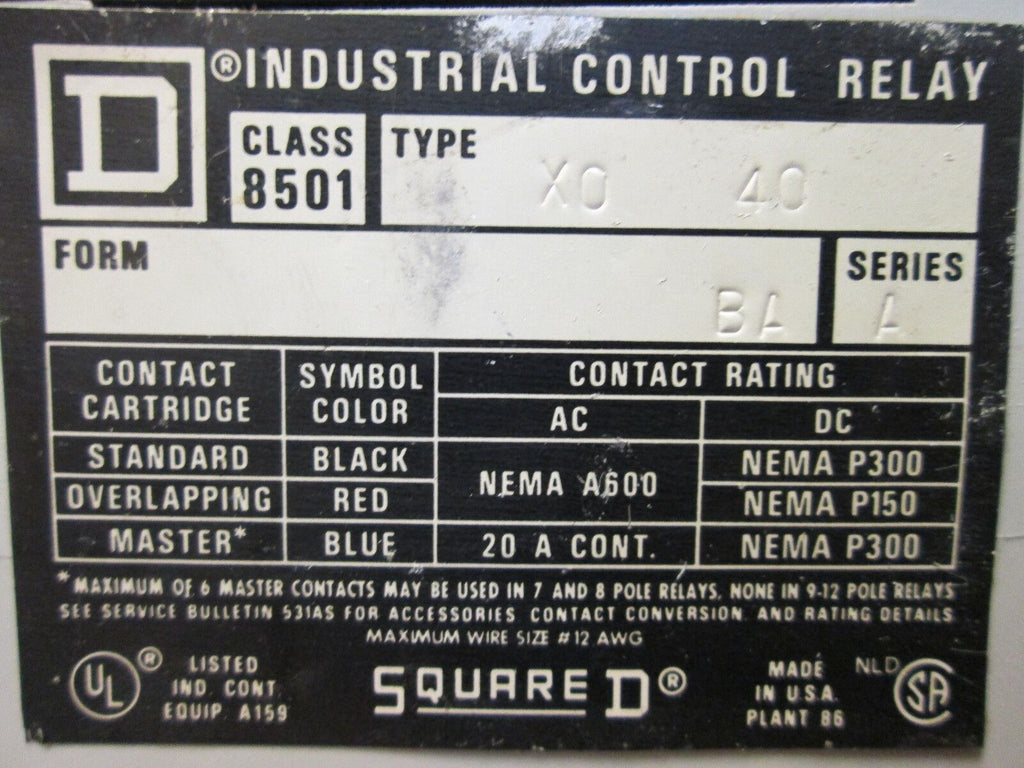 D ® INDUSTRIAL CONTROL RELAY
CLASS 8501
TYPE XO 40
FORM BA
SERIES A
CONTACT CARTRIDGE SYMBOL COLOR CONTACT RATING
AC DC
STANDARD BLACK NEMA A600 NEMA P300
OVERLAPPING RED NEMA P150
MASTER* BLUE 20 A CONT. NEMA P300
*MAXIMUM OF 6 MASTER CONTACTS MAY BE USED IN 7 AND 8 POLE RELAYS. NONE IN 9-12 POLE RELAYS
SEE SERVICE BULLETIN 531AS FOR ACCESSORIES CONTACT CONVERSION AND RATING DETAILS
MAXIMUM WIRE SIZE #12 AWG
UL ® LISTED
IND. CONT.
EQUIP. A159
SQUARE D ®
MADE
IN U.S.A.
PLANT 86
NLD SA